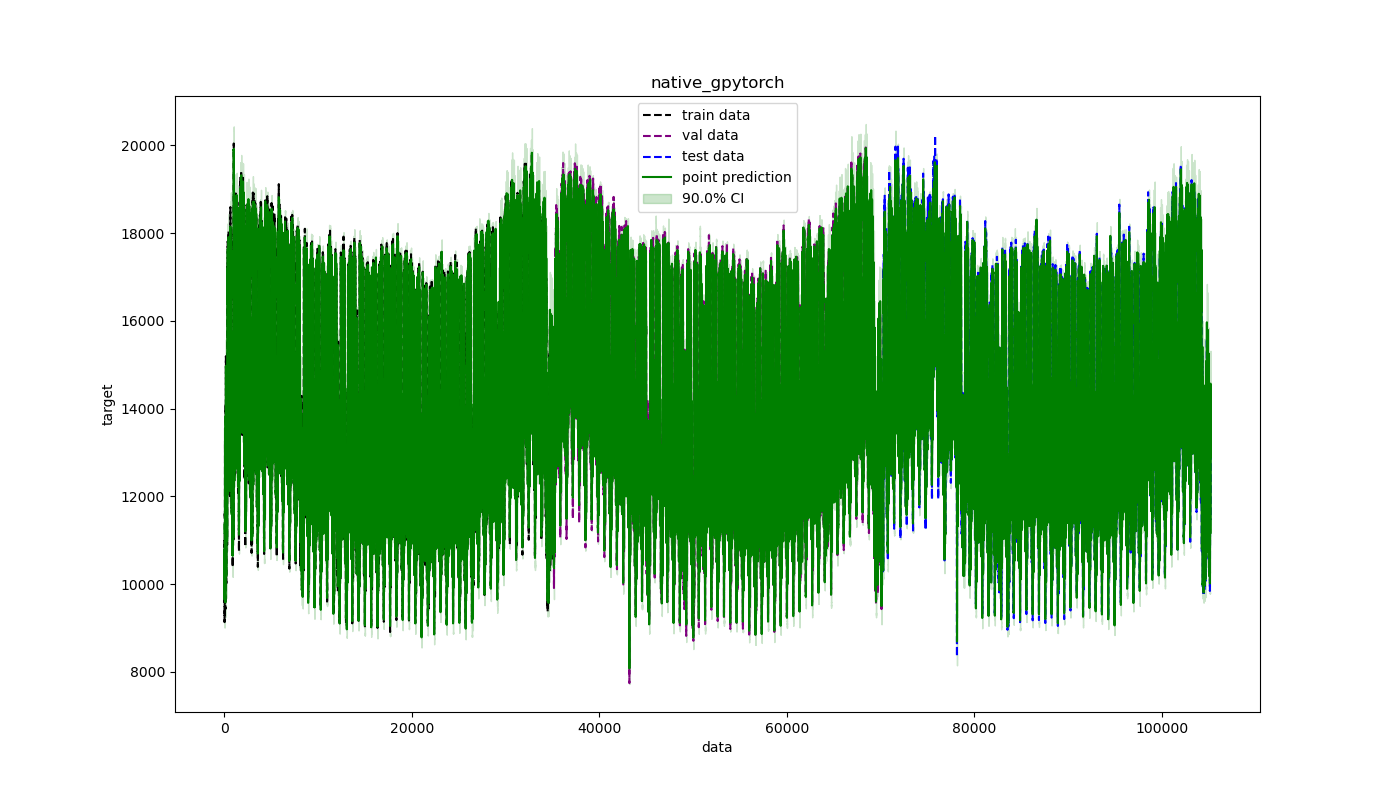 native_gpytorch
train data
val data
test data
point prediction
90.0% CI
20000
18000
16000
14000
12000
10000
8000
target
0
20000
40000
60000
80000
100000
data